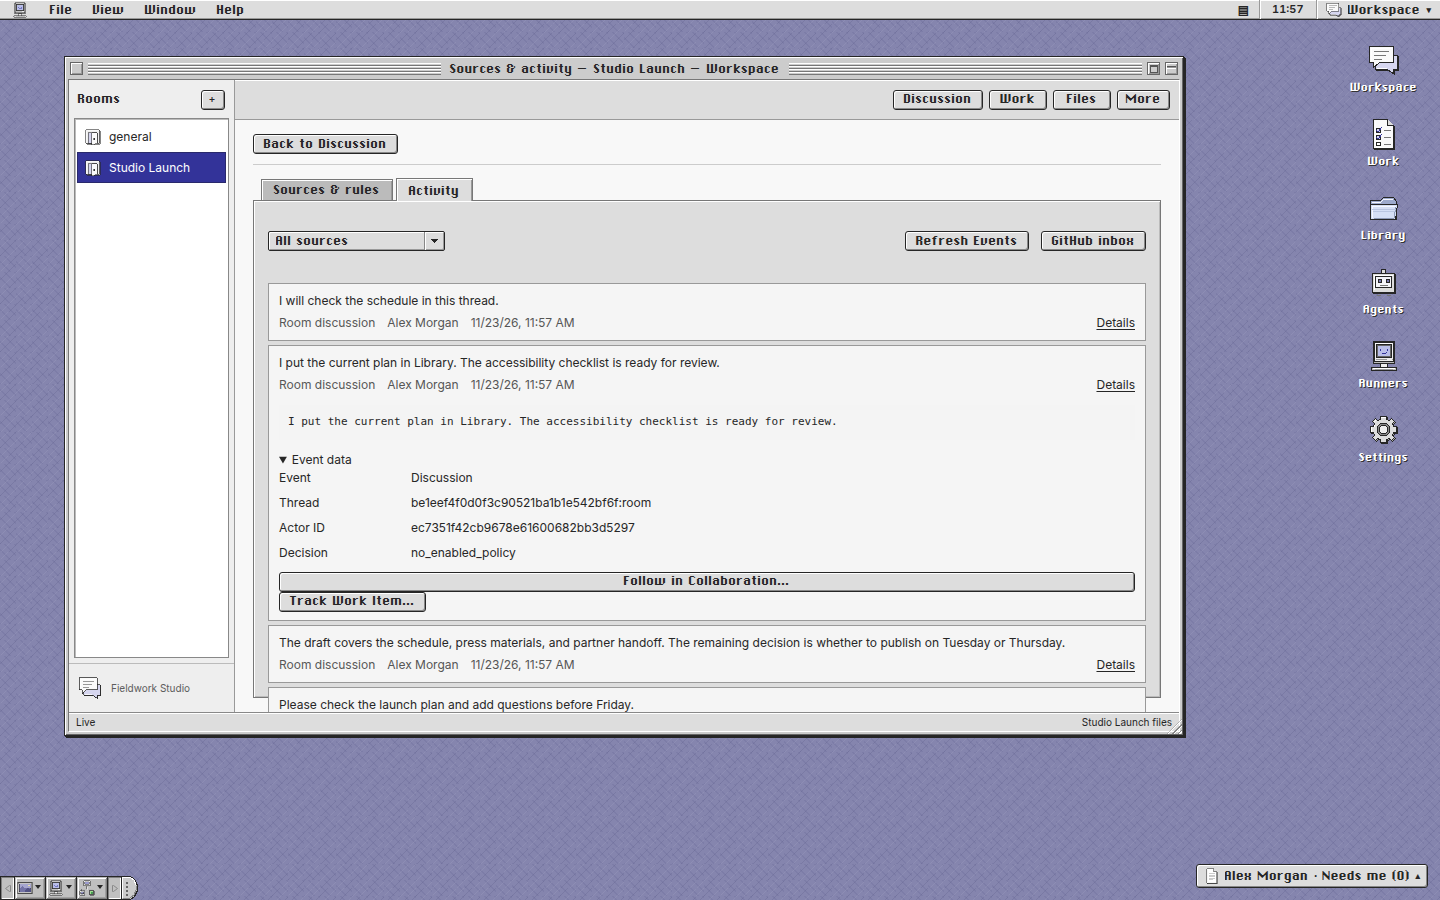 File View Window Help
11:57 Workspace
Sources & activity — Studio Launch — Workspace
Rooms
+
general
Studio Launch
Fieldwork Studio
Discussion Work Files More
Back to Discussion
Sources & rules Activity
All sources
Refresh Events GitHub inbox
I will check the schedule in this thread.
Room discussion Alex Morgan 11/23/26, 11:57 AM Details
I put the current plan in Library. The accessibility checklist is ready for review.
Room discussion Alex Morgan 11/23/26, 11:57 AM Details
I put the current plan in Library. The accessibility checklist is ready for review.
Event data
Event Discussion
Thread be1eef4f0d0f3c90521ba1b1e542bf6f:room
Actor ID ec7351f42cb9678e61600682bb3d5297
Decision no_enabled_policy
Follow in Collaboration...
Track Work Item...
The draft covers the schedule, press materials, and partner handoff. The remaining decision is whether to publish on Tuesday or Thursday.
Room discussion Alex Morgan 11/23/26, 11:57 AM Details
Please check the launch plan and add questions before Friday.
Live Studio Launch files
Workspace
Work
Library
Agents
Runners
Settings
Alex Morgan · Needs me (0)